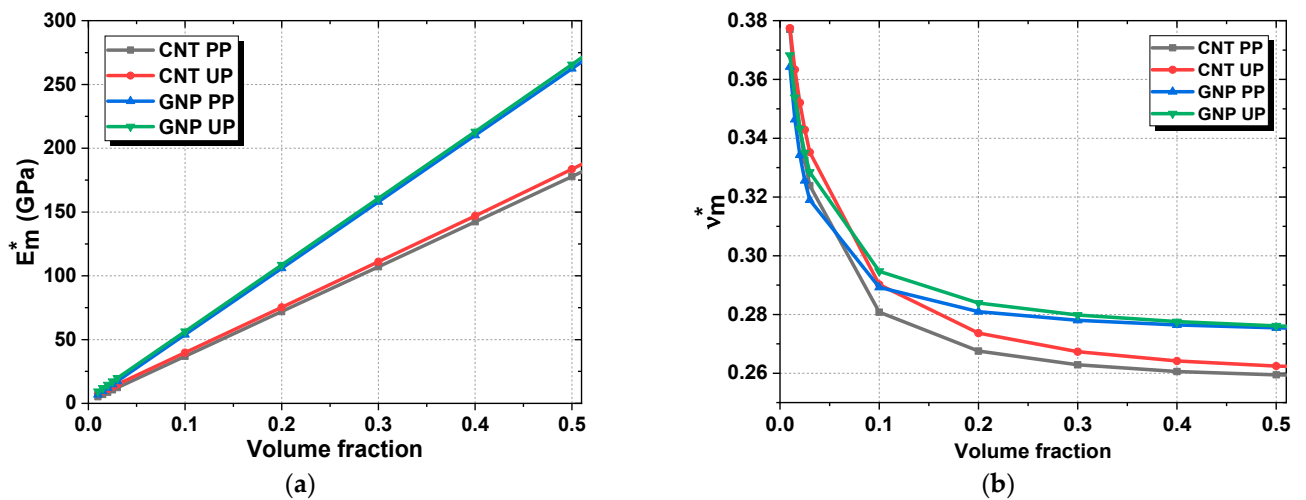 300
250
200
150
100
50
0
E*m (GPa)
CNT PP
CNT UP
GNP PP
GNP UP
0.0 0.1 0.2 0.3 0.4 0.5
Volume fraction
(a)
0.38
0.36
0.34
0.32
0.30
0.28
0.26
ν*m
CNT PP
CNT UP
GNP PP
GNP UP
0.0 0.1 0.2 0.3 0.4 0.5
Volume fraction
(b)